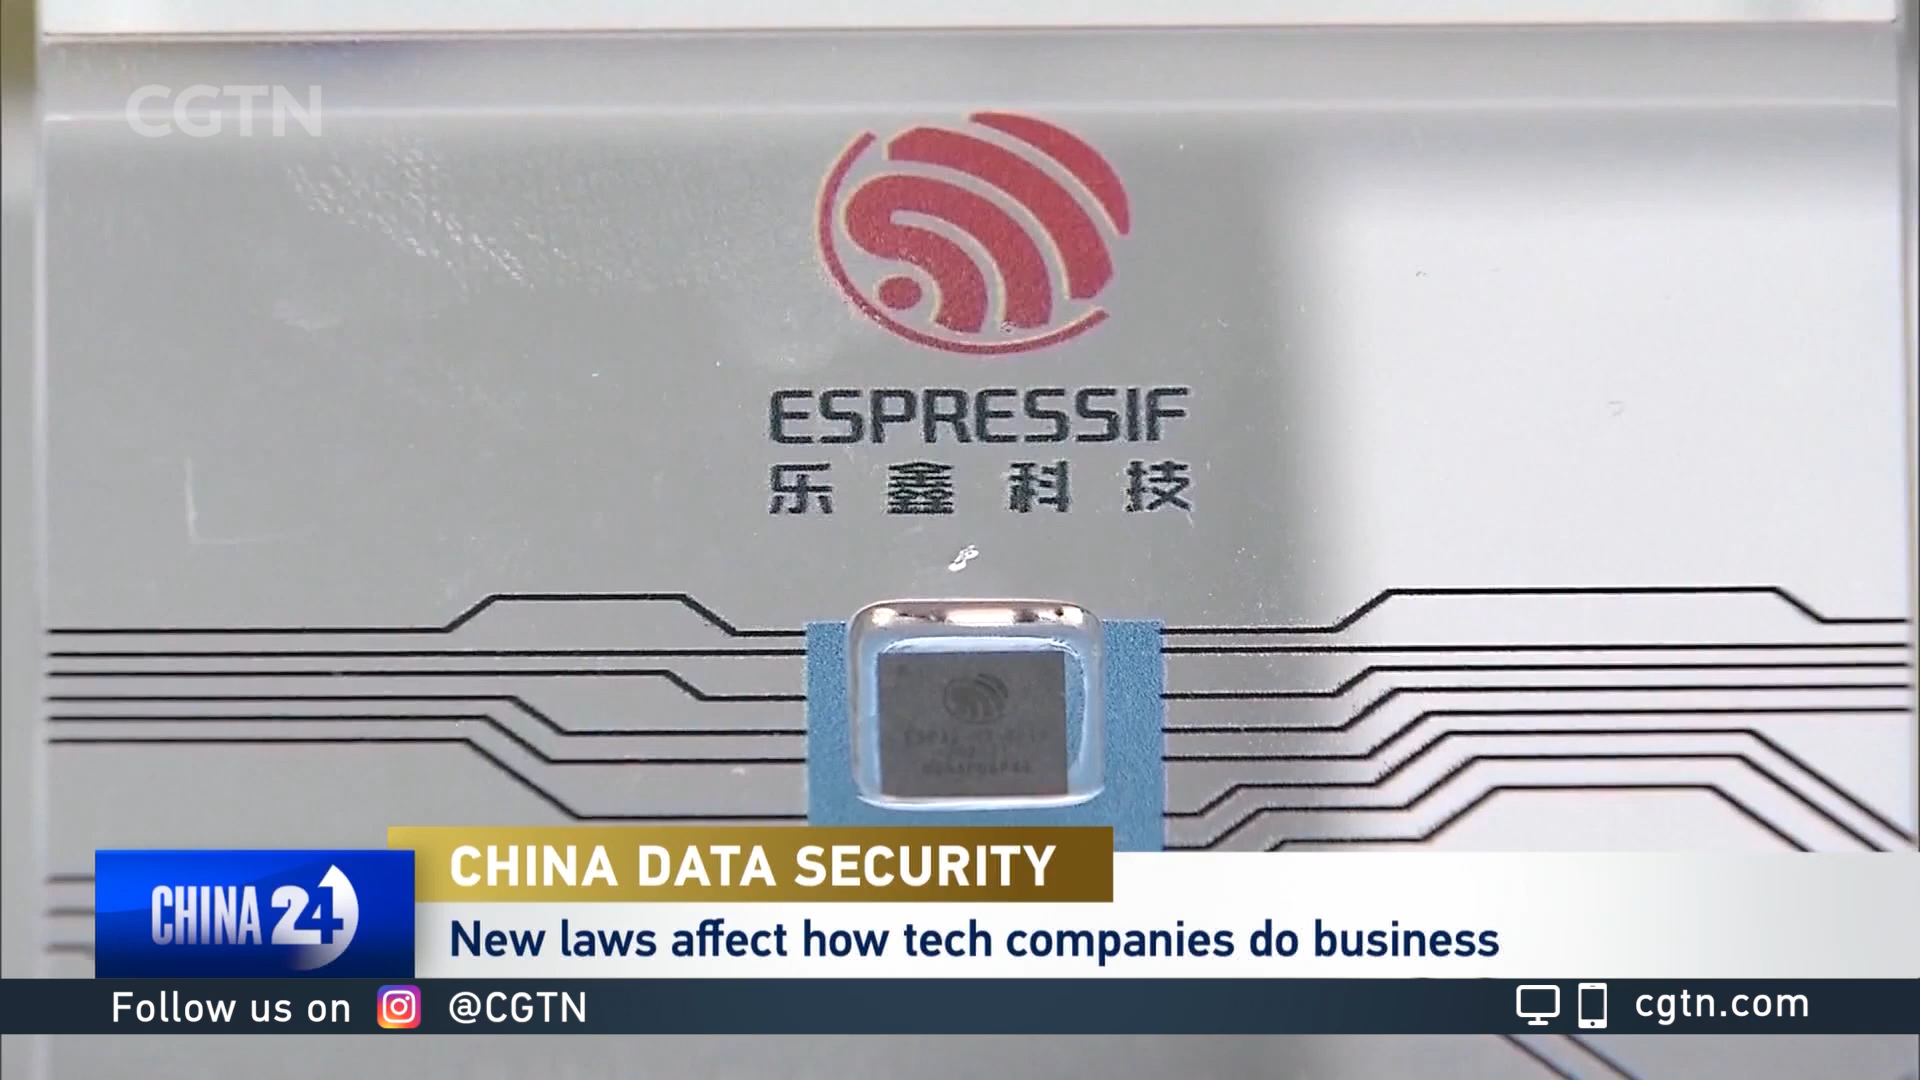 CGTN
ESPRESSIF
乐鑫科技
CHINA DATA SECURITY
CHINA 24
New laws affect how tech companies do business
Follow us on @CGTN
cgtn.com